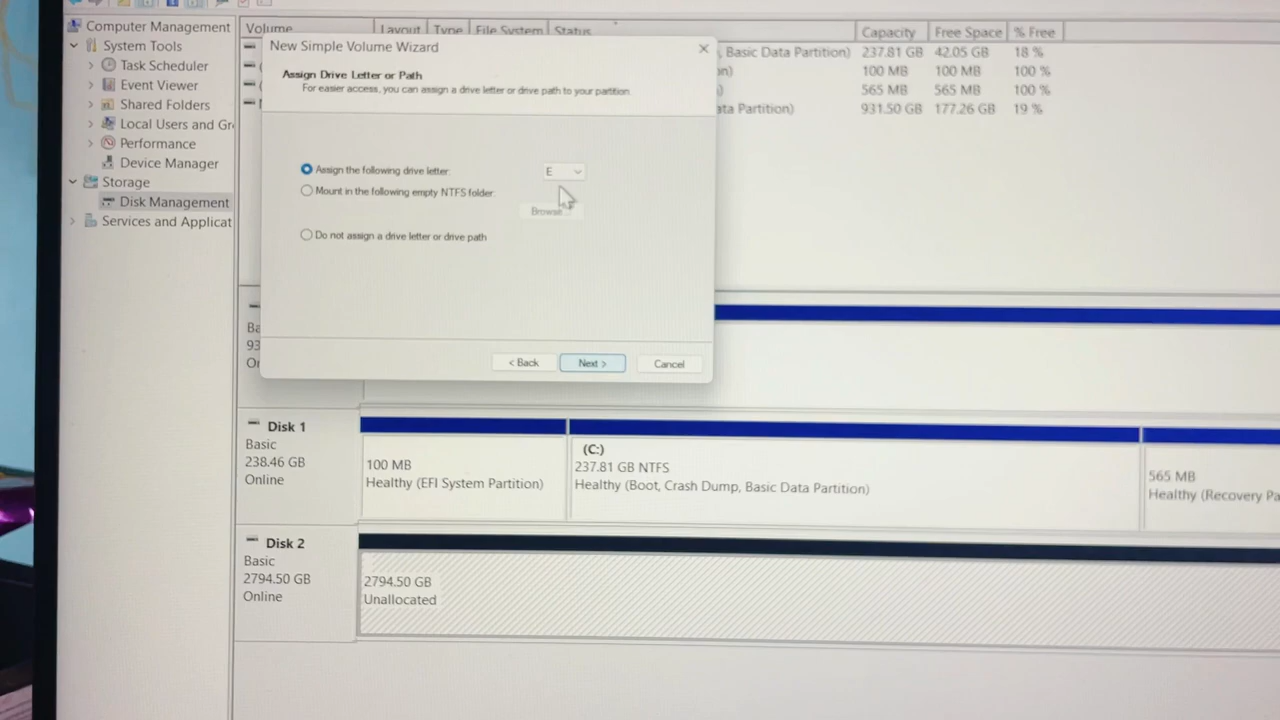 Computer Management
System Tools
Task Scheduler
Event Viewer
Shared Folders
Local Users and Gr
Performance
Device Manager
Storage
Disk Management
Services and Applicat
Volume Layout Type File System Status Capacity Free Space % Free
, Basic Data Partition) 237.81 GB 42.05 GB 18 %
100 MB 100 MB 100 %
565 MB 565 MB 100 %
ata Partition) 931.50 GB 177.26 GB 19 %
New Simple Volume Wizard
Assign Drive Letter or Path
For easier access, you can assign a drive letter or drive path to your partition.
Assign the following drive letter: E
Mount in the following empty NTFS folder:
Browse...
Do not assign a drive letter or drive path
< Back Next > Cancel
Ba
93
Or
Disk 1
Basic
238.46 GB
Online
100 MB
Healthy (EFI System Partition)
(C:)
237.81 GB NTFS
Healthy (Boot, Crash Dump, Basic Data Partition)
565 MB
Healthy (Recovery Pa
Disk 2
Basic
2794.50 GB
Online
2794.50 GB
Unallocated